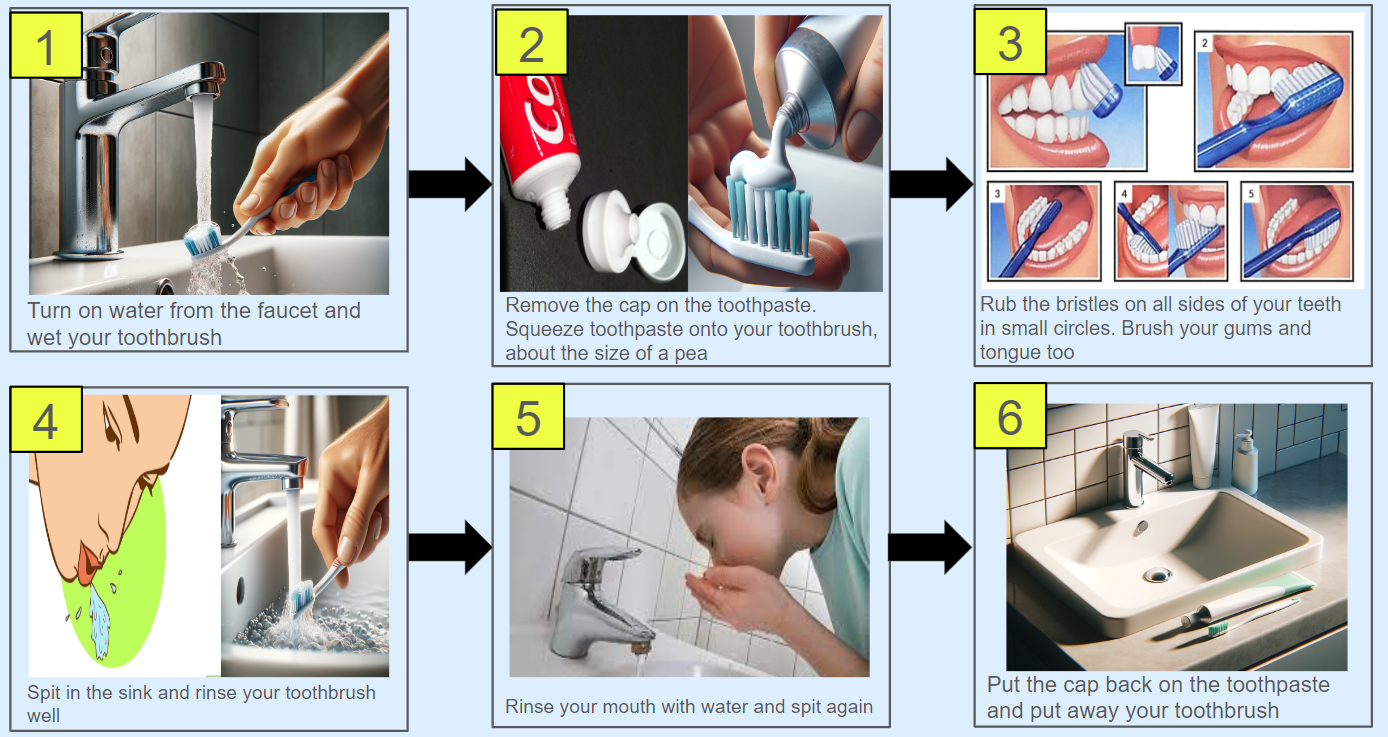 1
Turn on water from the faucet and
wet your toothbrush
2
Co
Remove the cap on the toothpaste.
Squeeze toothpaste onto your toothbrush,
about the size of a pea
3
2
3
4
5
Rub the bristles on all sides of your teeth
in small circles. Brush your gums and
tongue too
4
Spit in the sink and rinse your toothbrush
well
5
Rinse your mouth with water and spit again
6
Put the cap back on the toothpaste
and put away your toothbrush